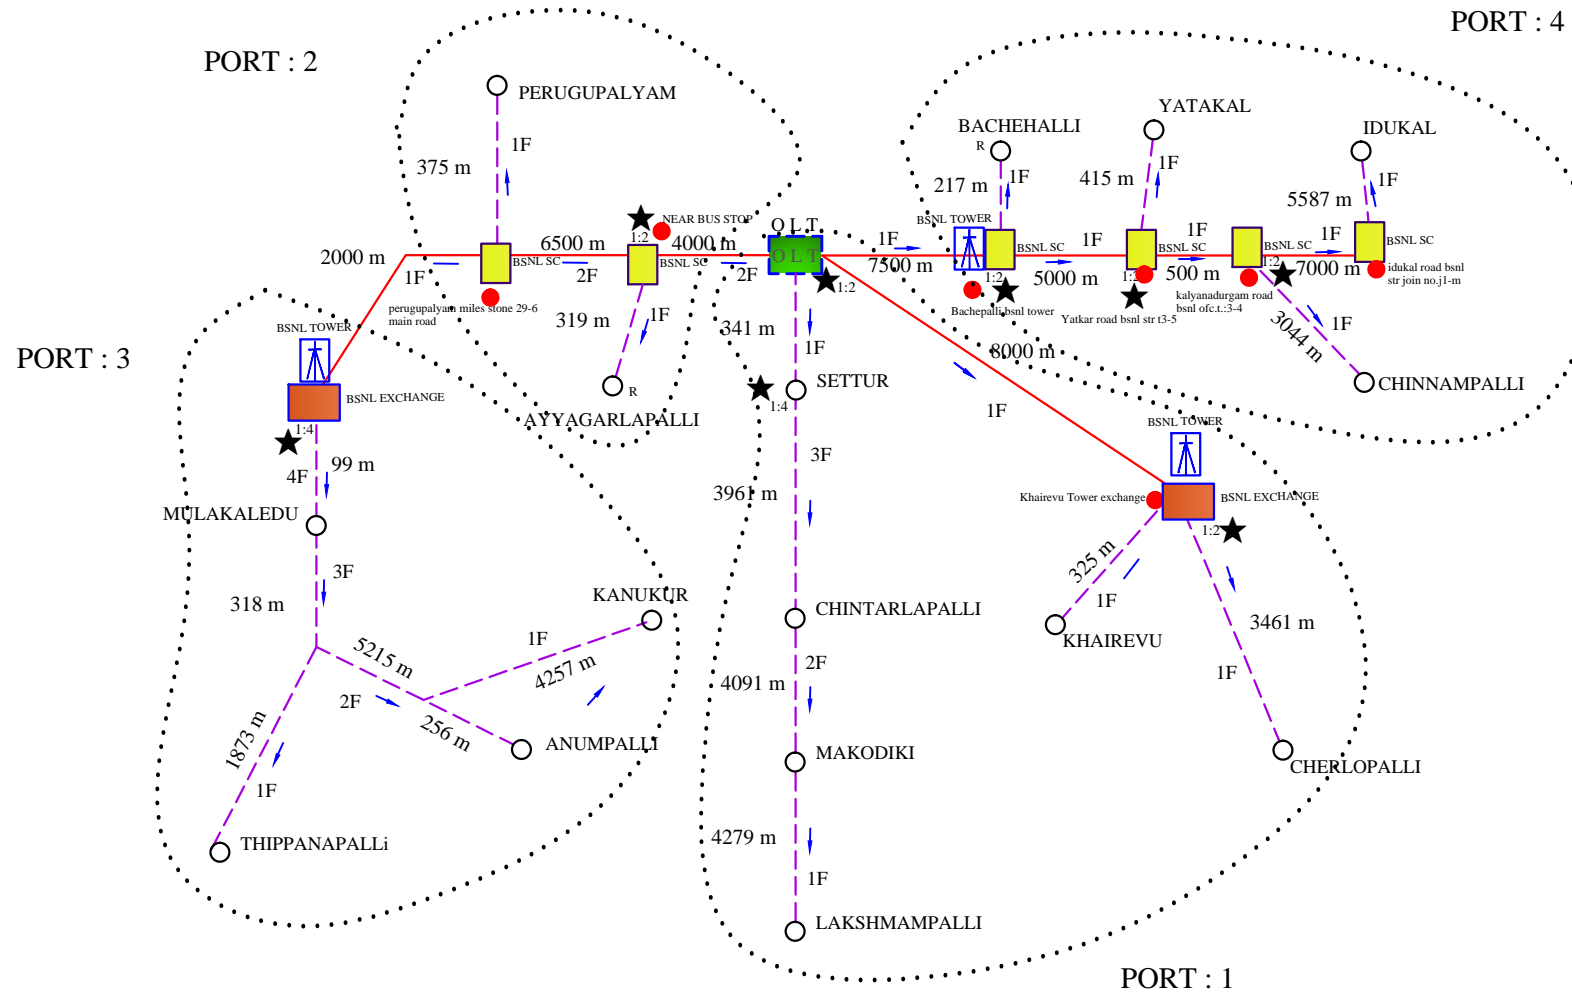 PORT : 4
PORT : 2
PERUGUPALYAM
1F
375 m
YATAKAL
BACHEHALLI
R
IDUKAL
1F
217 m
1F
415 m
1F
5587 m
1F
NEAR BUS STOP
1:2
BSNL TOWER
O L T
O L T
2000 m
1F
6500 m
BSNL SC
2F
4000 m
BSNL SC
2F
1:2
1F
7500 m
BSNL SC
1:2
1F
5000 m
BSNL SC
1:2
1F
500 m
BSNL SC
1:2
1F
7000 m
BSNL SC
perugupalyam miles stone 29-6
main road
Bachepalli bsnl tower
Yatkar road bsnl str t3-5
kalyanadurgam road
bsnl ofc.t.:3-4
idukal road bsnl
str join no.j1-m
319 m
1F
341 m
1F
8000 m
1F
3044 m
1F
BSNL TOWER
PORT : 3
BSNL EXCHANGE
1:4
R
AYYAGARLAPALLI
SETTUR
1:4
CHINNAMPALLI
BSNL TOWER
4F
99 m
3F
3961 m
Khairevu Tower exchange
BSNL EXCHANGE
1:2
MULAKALEDU
3F
318 m
325 m
1F
KANUKUR
CHINTARLAPALLI
KHAIREVU
3461 m
1F
1F
4257 m
5215 m
2F
256 m
2F
4091 m
1873 m
1F
ANUMPALLI
MAKODIKI
CHERLOPALLI
THIPPANAPALLi
4279 m
1F
LAKSHMAMPALLI
PORT : 1